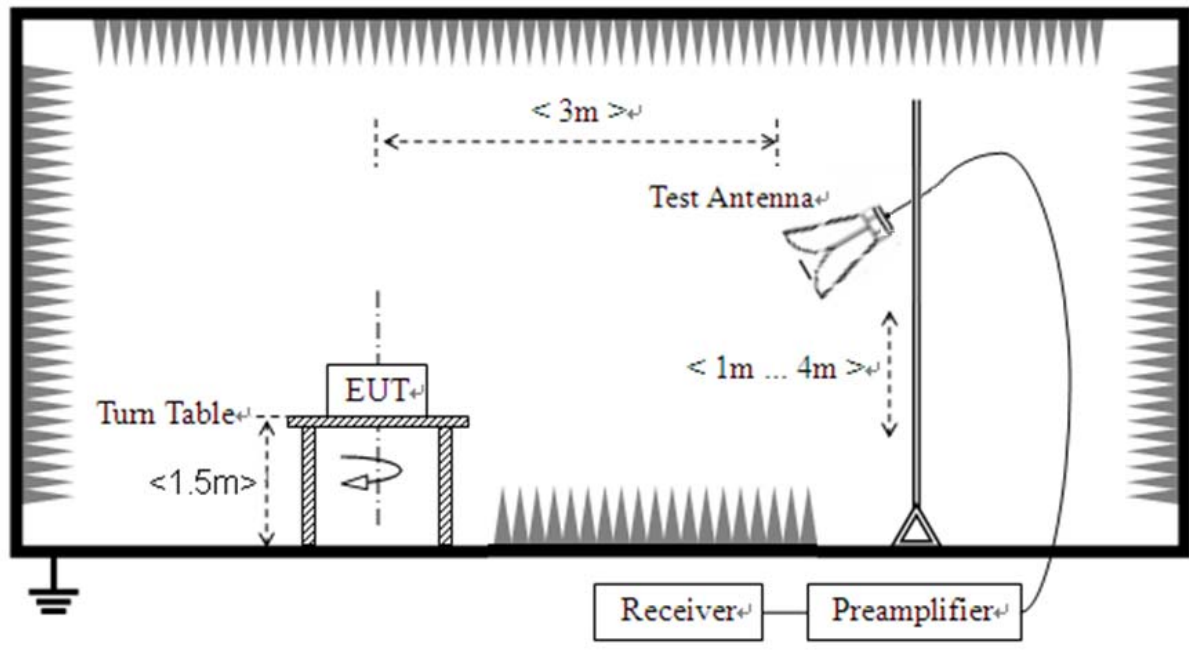 < 3m >↵
Test Antenna↵
< 1m ... 4m >↵
EUT↵
Turn Table↵
<1.5m>
Receiver↵
Preamplifier↵